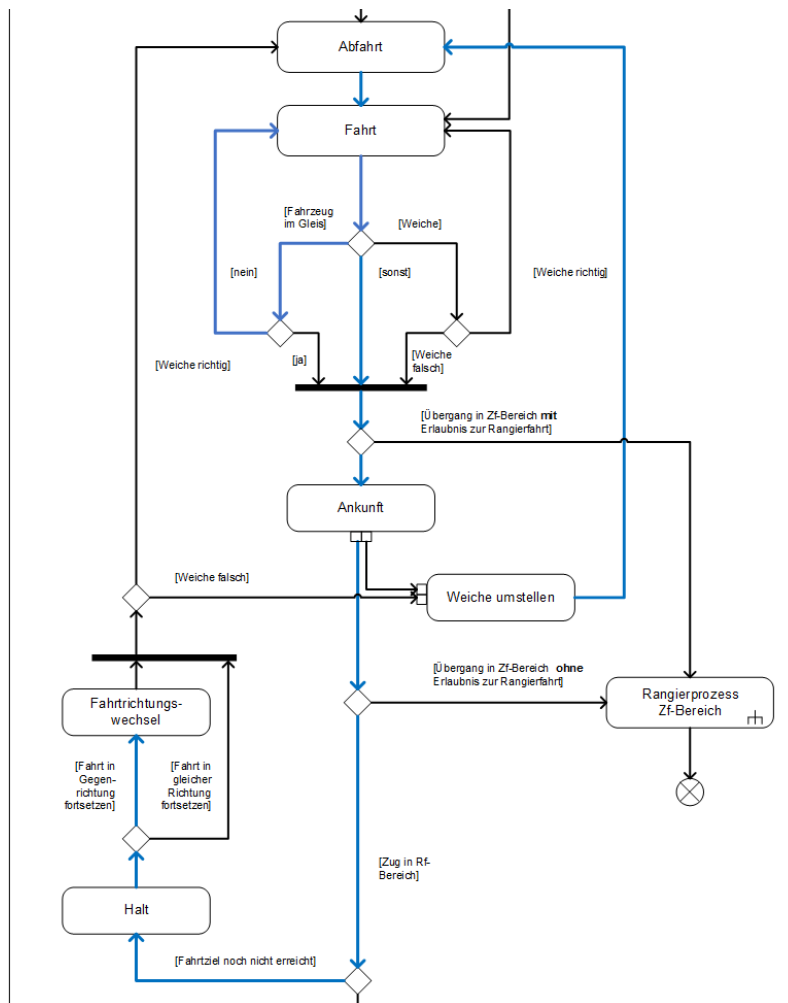 Abfahrt
Fahrt
[Fahrzeug
im Gleis]
[Weiche]
[nein]
[sonst]
[Weiche richtig]
[Weiche richtig]
[ja]
[Weiche
falsch]
[Übergang in Zf-Bereich mit
Erlaubnis zur Rangierfahrt]
Ankunft
[Weiche falsch]
Weiche umstellen
[Übergang in Zf-Bereich ohne
Erlaubnis zur Rangierfahrt]
Fahrtrichtungs-
wechsel
Rangierprozess
Zf-Bereich
[Fahrt in
Gegen-
richtung
fortsetzen]
[Fahrt in
gleicher
Richtung
fortsetzen]
[Zug in Rf-
Bereich]
Halt
[Fahrtziel noch nicht erreicht]